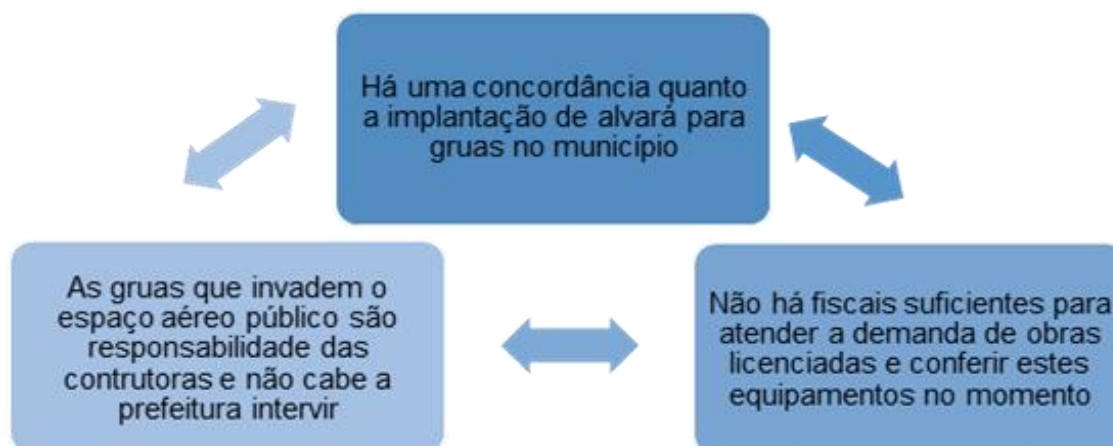 Há uma concordância quanto
a implantação de alvará para
gruas no município
As gruas que invadem o
espaço aéreo público são
responsabilidade das
contrutoras e não cabe a
prefeitura intervir
Não há fiscais suficientes para
atender a demanda de obras
licenciadas e conferir estes
equipamentos no momento